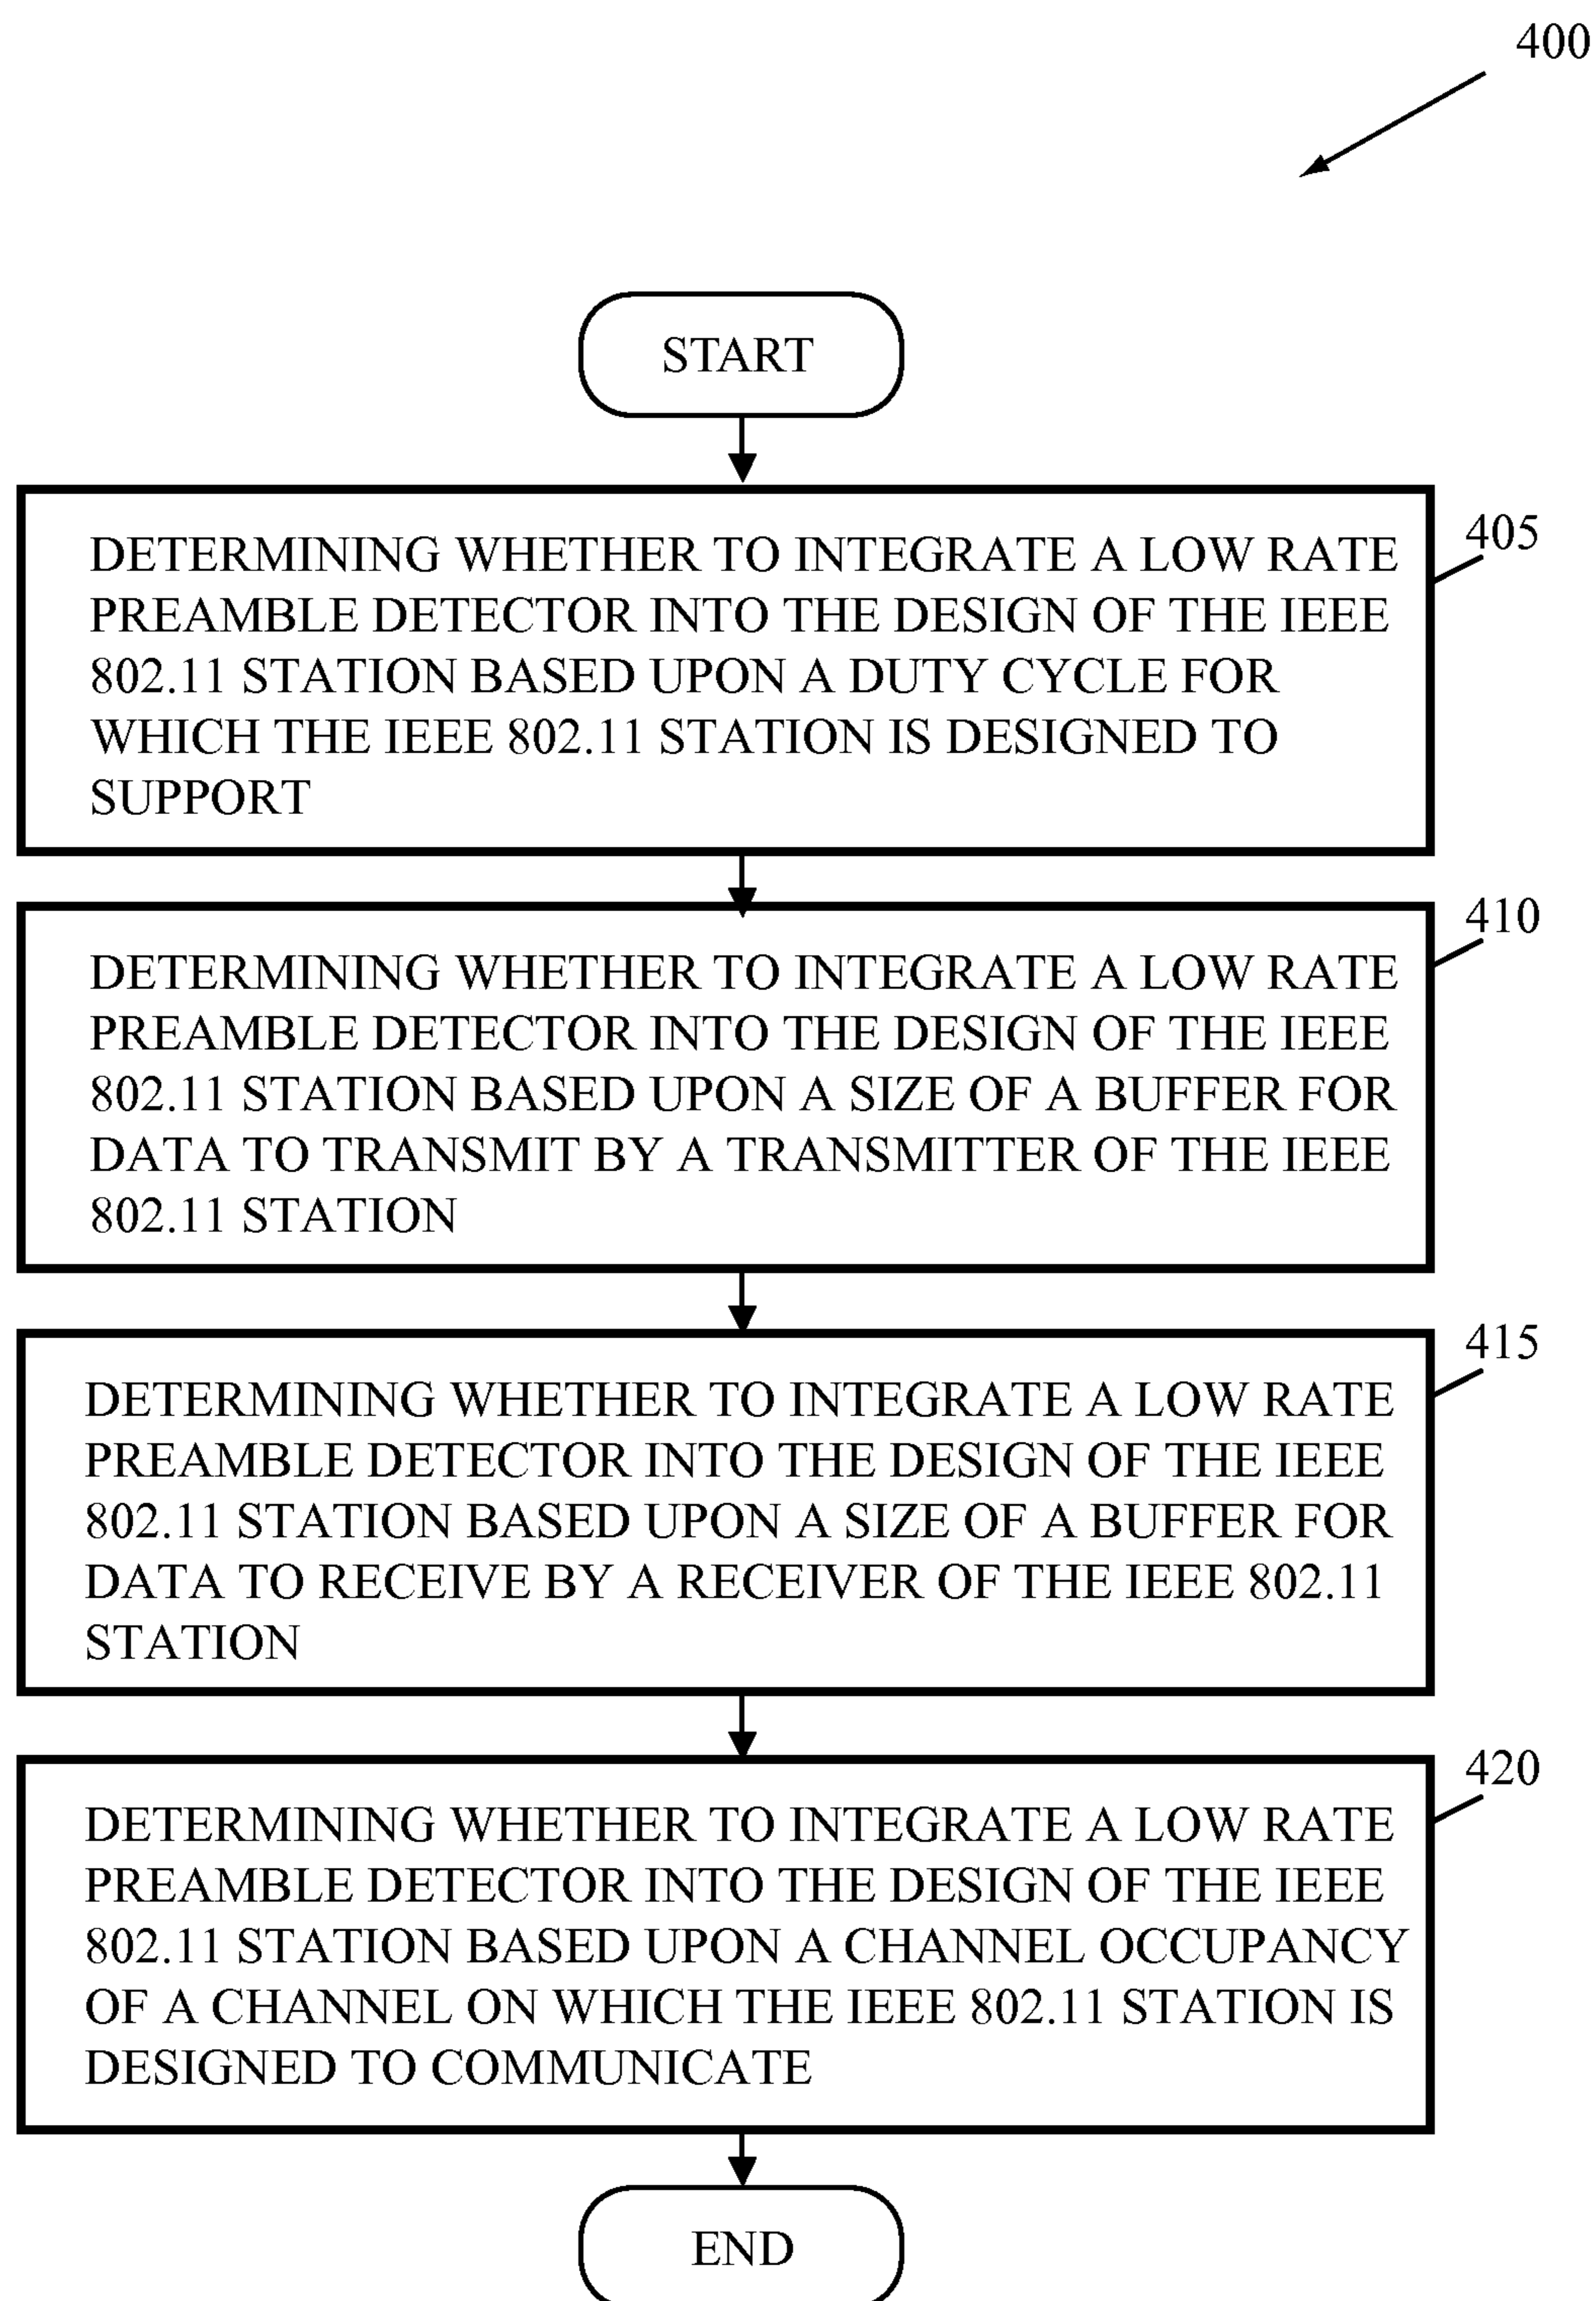 400
START
405
DETERMINING WHETHER TO INTEGRATE A LOW RATE
PREAMBLE DETECTOR INTO THE DESIGN OF THE IEEE
802.11 STATION BASED UPON A DUTY CYCLE FOR
WHICH THE IEEE 802.11 STATION IS DESIGNED TO
SUPPORT
410
DETERMINING WHETHER TO INTEGRATE A LOW RATE
PREAMBLE DETECTOR INTO THE DESIGN OF THE IEEE
802.11 STATION BASED UPON A SIZE OF A BUFFER FOR
DATA TO TRANSMIT BY A TRANSMITTER OF THE IEEE
802.11 STATION
415
DETERMINING WHETHER TO INTEGRATE A LOW RATE
PREAMBLE DETECTOR INTO THE DESIGN OF THE IEEE
802.11 STATION BASED UPON A SIZE OF A BUFFER FOR
DATA TO RECEIVE BY A RECEIVER OF THE IEEE 802.11
STATION
420
DETERMINING WHETHER TO INTEGRATE A LOW RATE
PREAMBLE DETECTOR INTO THE DESIGN OF THE IEEE
802.11 STATION BASED UPON A CHANNEL OCCUPANCY
OF A CHANNEL ON WHICH THE IEEE 802.11 STATION IS
DESIGNED TO COMMUNICATE
END